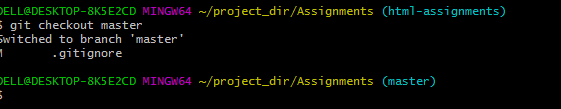 DELL@DESKTOP-8K5E2CD MINGW64 ~/project_dir/Assignments (html-assignments)
$ git checkout master
Switched to branch 'master'
M .gitignore
DELL@DESKTOP-8K5E2CD MINGW64 ~/project_dir/Assignments (master)
$